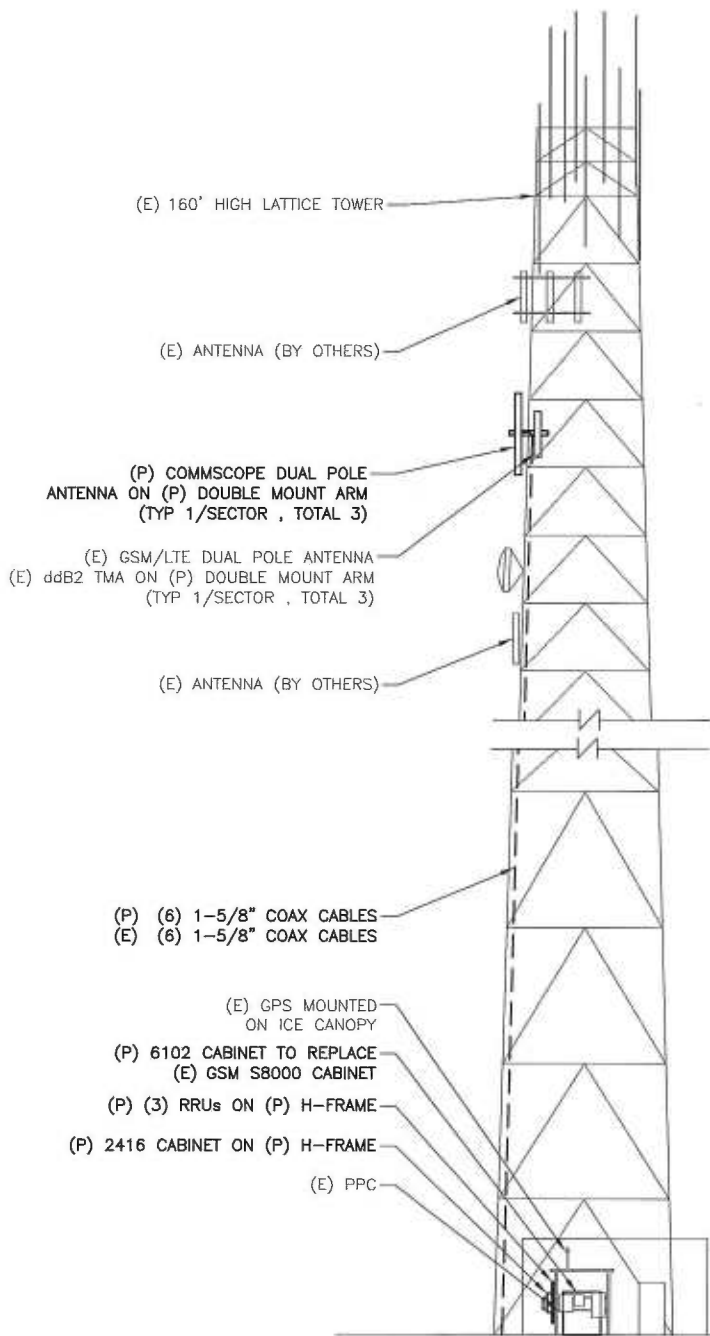 (E) 160' HIGH LATTICE TOWER
(E) ANTENNA (BY OTHERS)
(P) COMMSCOPE DUAL POLE
ANTENNA ON (P) DOUBLE MOUNT ARM
(TYP 1/SECTOR , TOTAL 3)
(E) GSM/LTE DUAL POLE ANTENNA
(E) ddB2 TMA ON (P) DOUBLE MOUNT ARM
(TYP 1/SECTOR , TOTAL 3)
(E) ANTENNA (BY OTHERS)
(P) (6) 1-5/8" COAX CABLES
(E) (6) 1-5/8" COAX CABLES
(E) GPS MOUNTED
ON ICE CANOPY
(P) 6102 CABINET TO REPLACE
(E) GSM S8000 CABINET
(P) (3) RRUs ON (P) H-FRAME
(P) 2416 CABINET ON (P) H-FRAME
(E) PPC